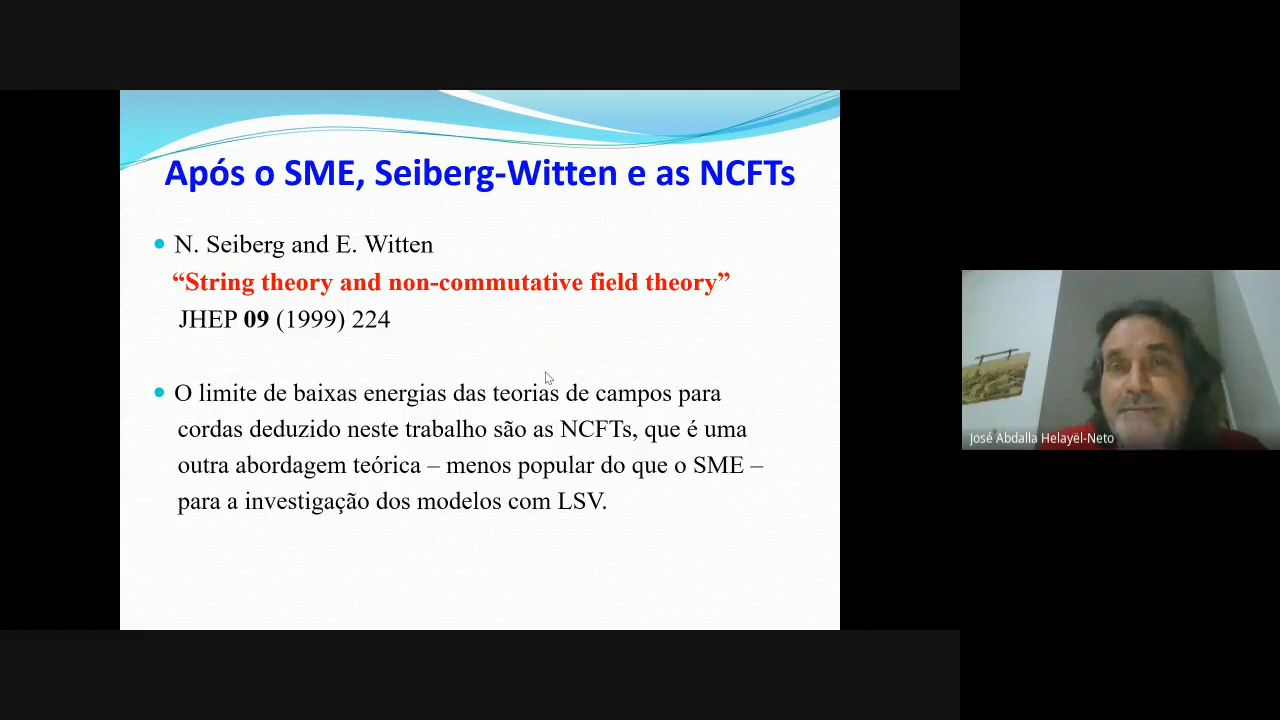 Após o SME, Seiberg-Witten e as NCFTs
N. Seiberg and E. Witten
“String theory and non-commutative field theory”
JHEP 09 (1999) 224
O limite de baixas energias das teorias de campos para
cordas deduzido neste trabalho são as NCFTs, que é uma
outra abordagem teórica – menos popular do que o SME –
para a investigação dos modelos com LSV.
José Abdalla Helayël-Neto